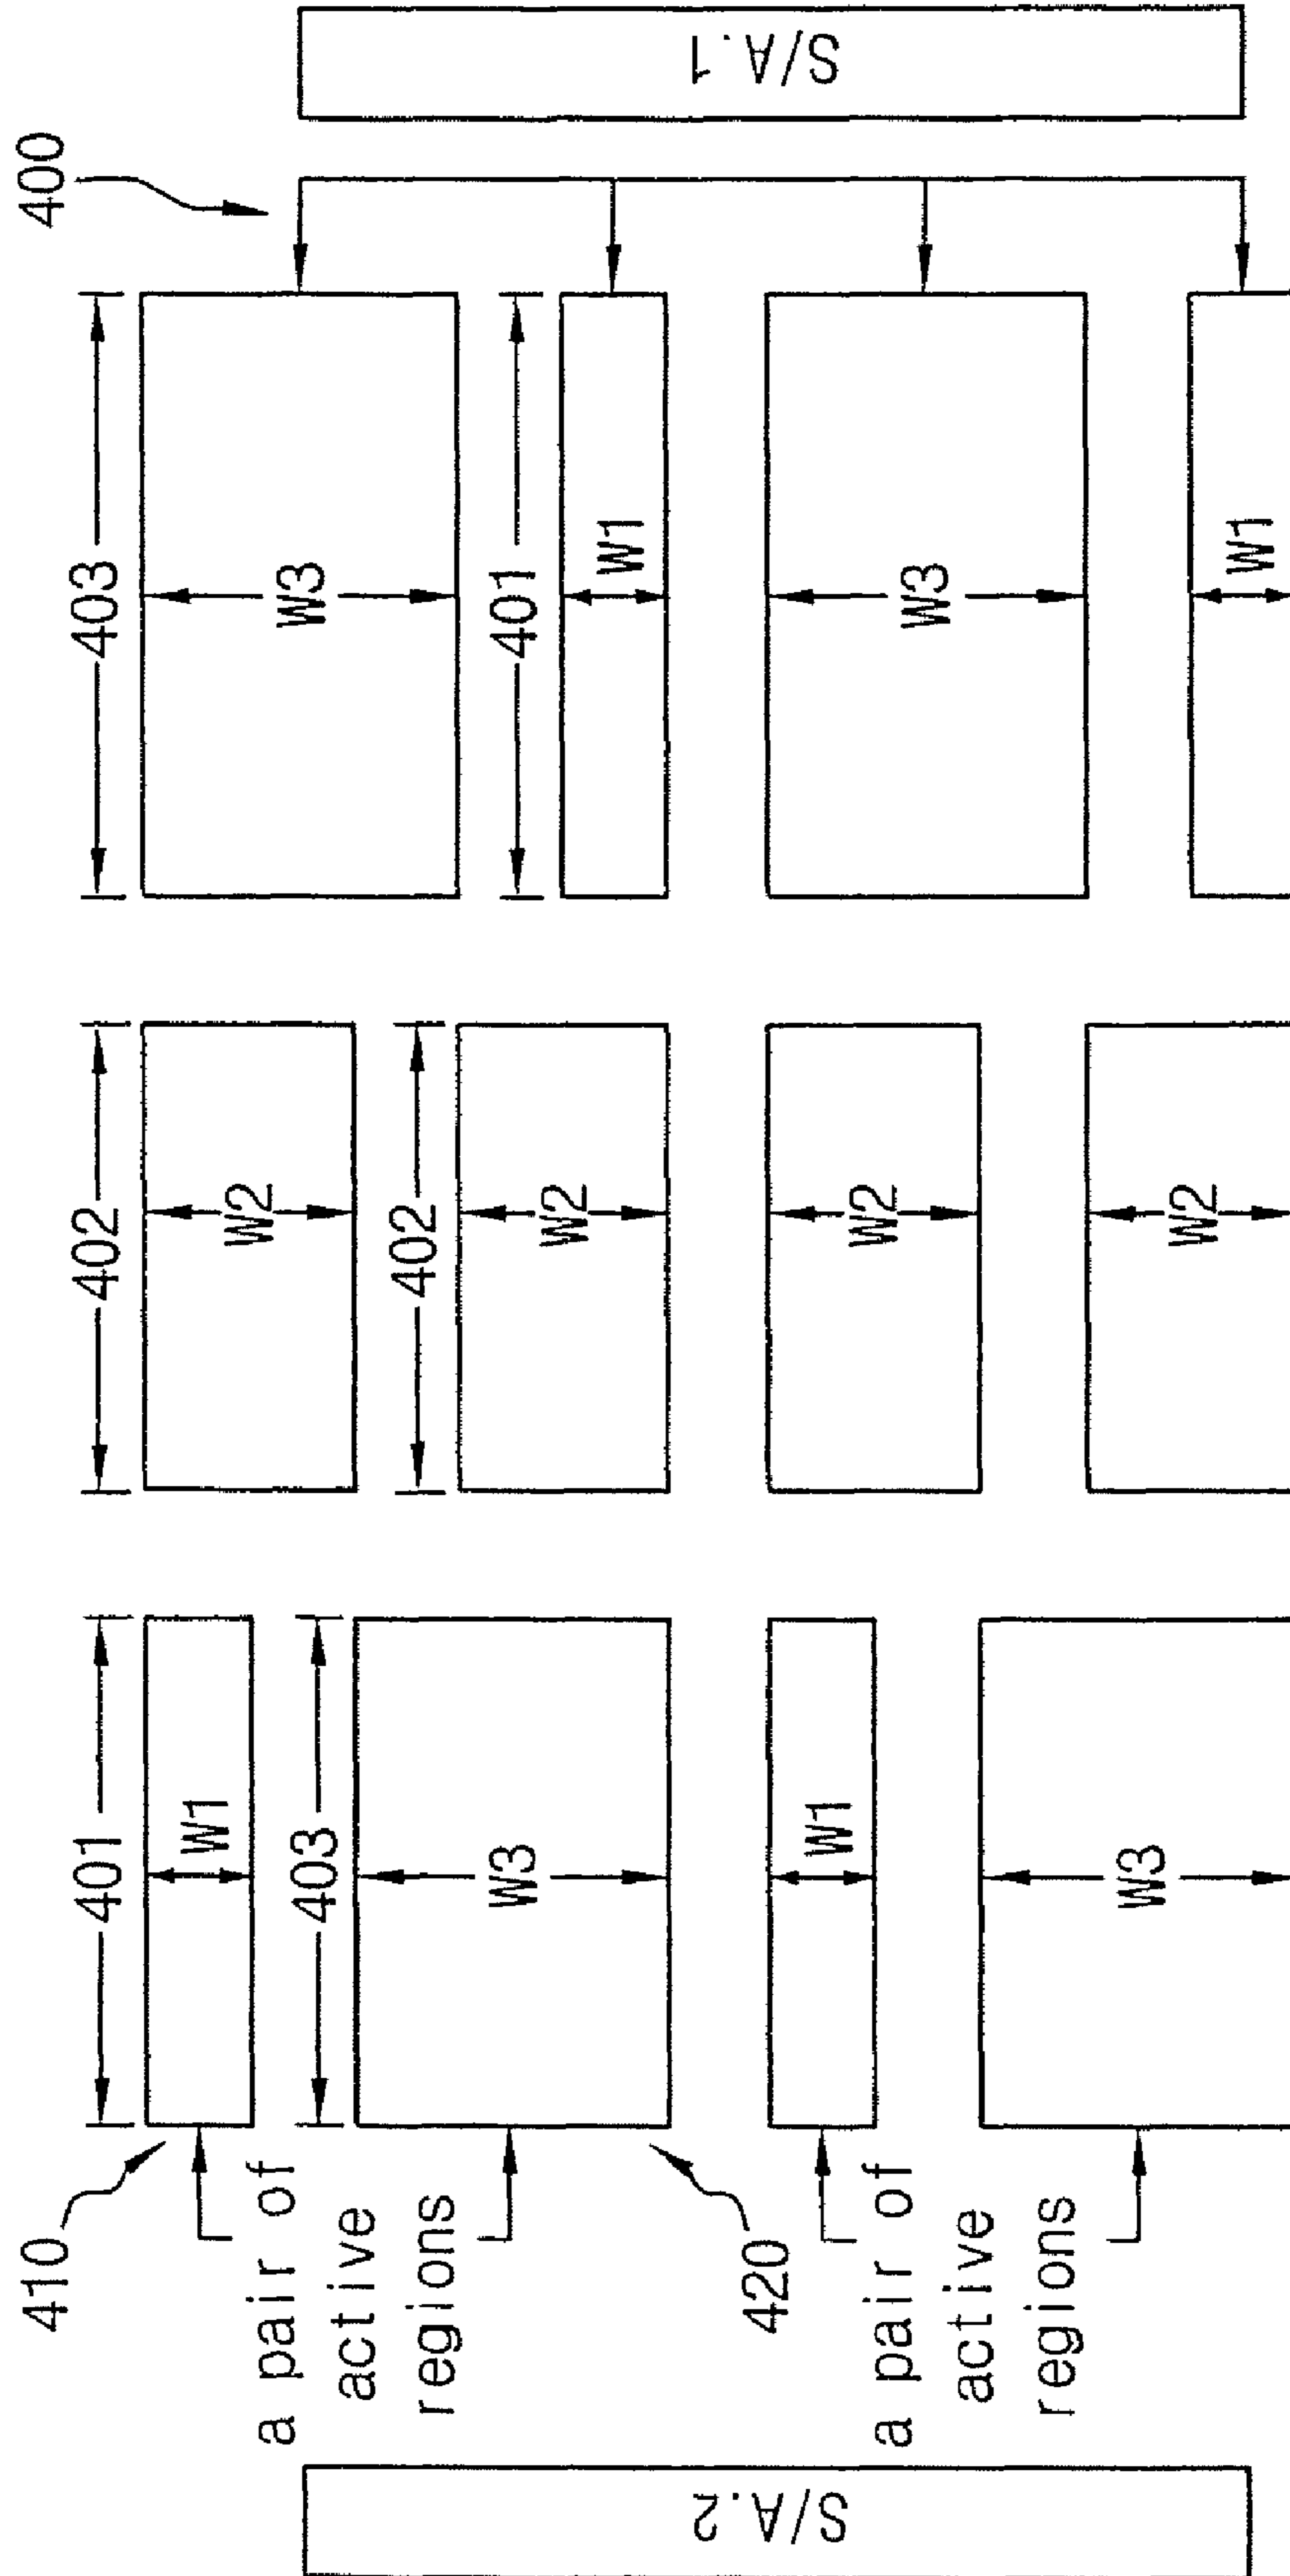 400
S/A.1
403
W3
401
W1
W3
W1
402
W2
402
W2
W2
W2
401
W1
403
W3
W1
W3
410
a pair of
active
regions
420
a pair of
active
regions
S/A.2